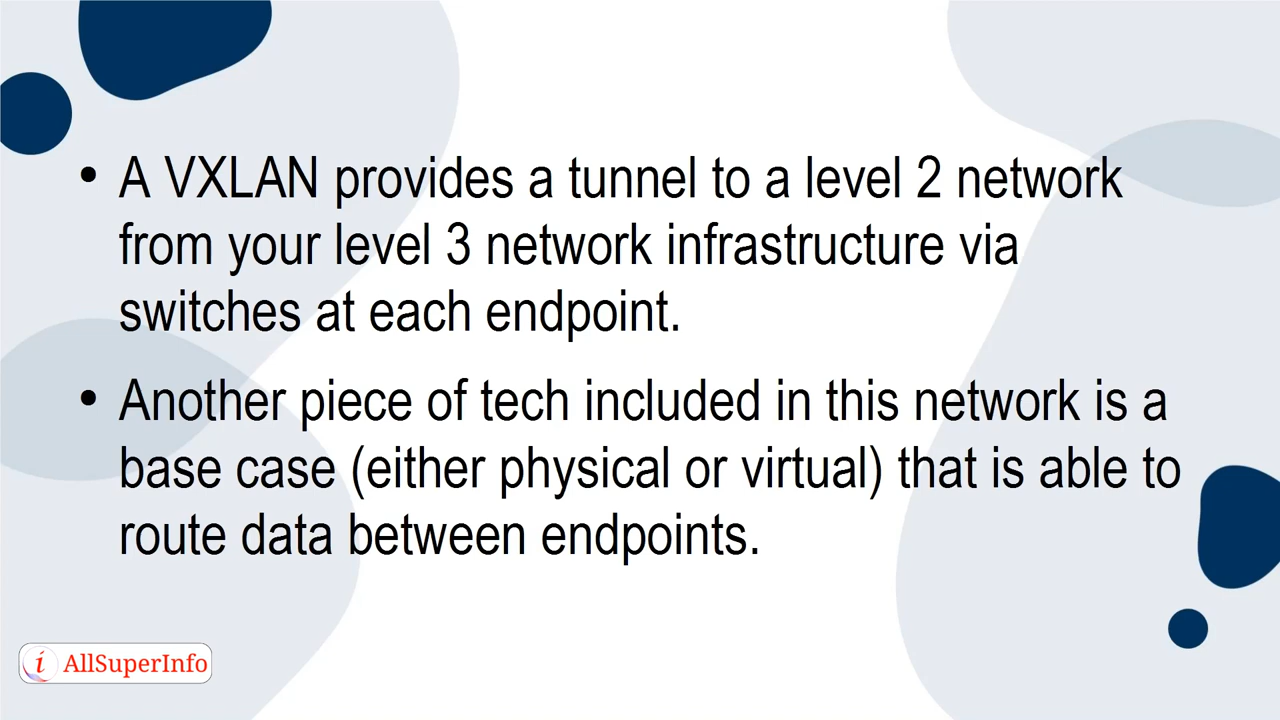 • A VXLAN provides a tunnel to a level 2 network
from your level 3 network infrastructure via
switches at each endpoint.
• Another piece of tech included in this network is a
base case (either physical or virtual) that is able to
route data between endpoints.
i AllSuperInfo